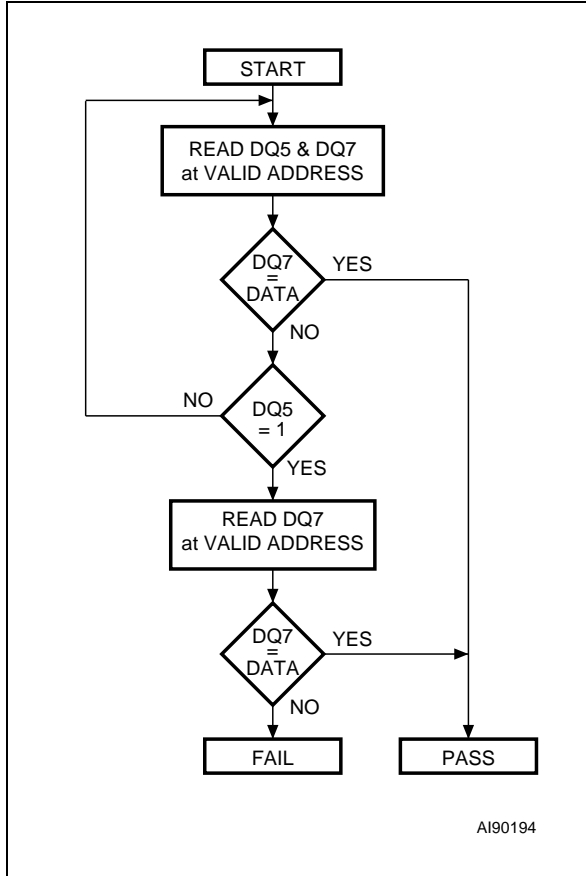 START
READ DQ5 & DQ7
at VALID ADDRESS
DQ7
=
DATA
YES
NO
DQ5
= 1
NO
YES
READ DQ7
at VALID ADDRESS
DQ7
=
DATA
YES
NO
FAIL
PASS
AI90194